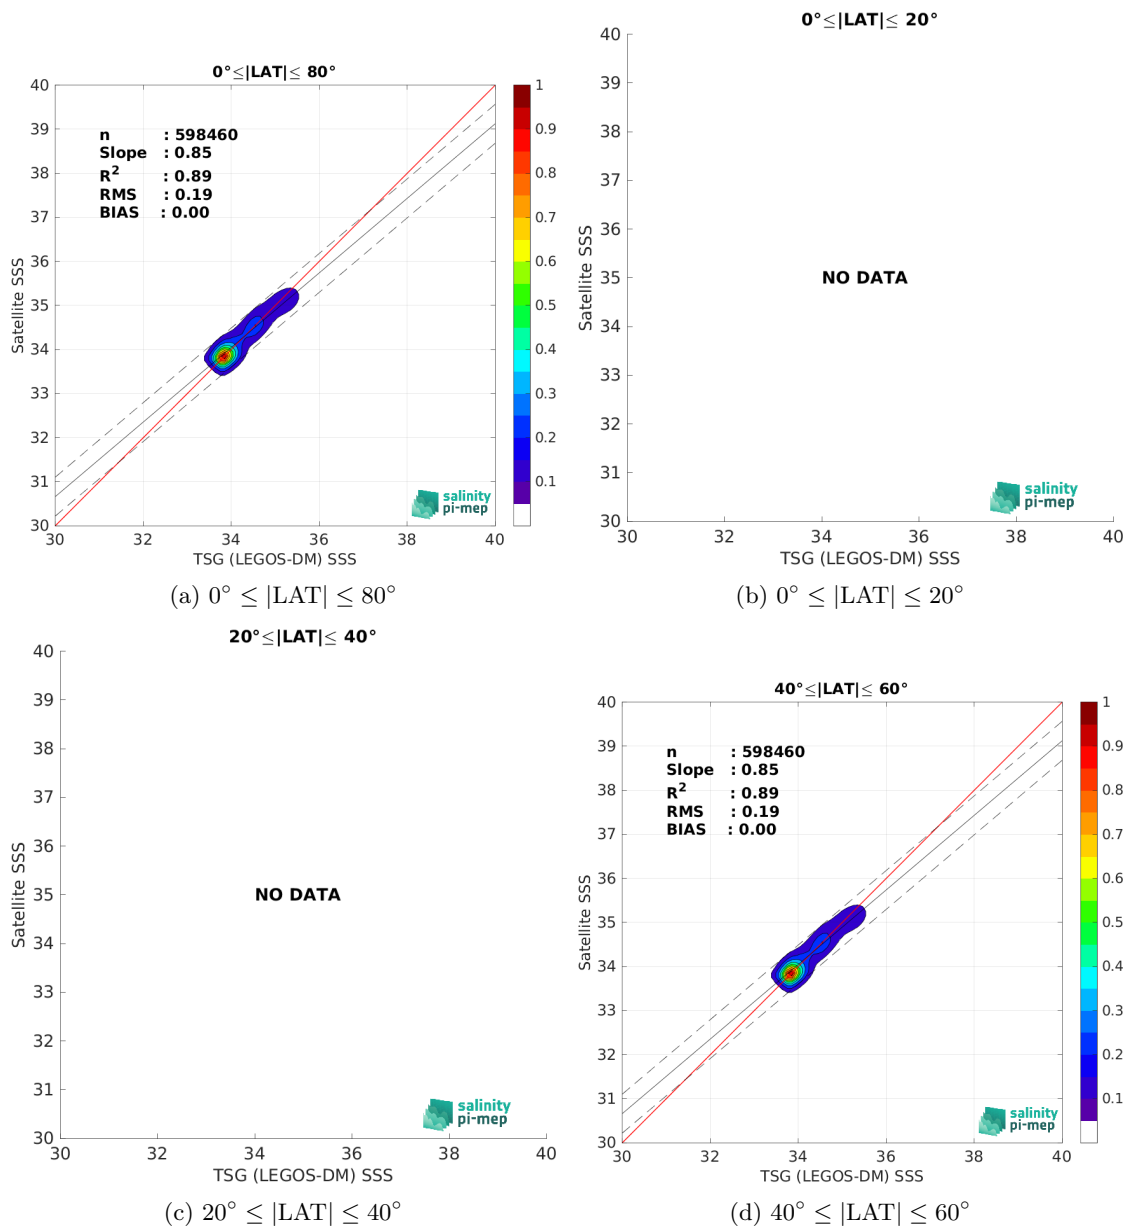 0°≤|LAT|≤ 80°
n : 598460
Slope : 0.85
R² : 0.89
RMS : 0.19
BIAS : 0.00
40
39
38
37
36
35
34
33
32
31
30
Satellite SSS
30 32 34 36 38 40
TSG (LEGOS-DM) SSS
1
0.9
0.8
0.7
0.6
0.5
0.4
0.3
0.2
0.1
salinity
pi-mep
(a) 0° ≤ |LAT| ≤ 80°
0°≤|LAT|≤ 20°
40
39
38
37
36
35
34
33
32
31
30
Satellite SSS
NO DATA
salinity
pi-mep
30 32 34 36 38 40
TSG (LEGOS-DM) SSS
(b) 0° ≤ |LAT| ≤ 20°
20°≤|LAT|≤ 40°
40
39
38
37
36
35
34
33
32
31
30
Satellite SSS
NO DATA
salinity
pi-mep
30 32 34 36 38 40
TSG (LEGOS-DM) SSS
(c) 20° ≤ |LAT| ≤ 40°
40°≤|LAT|≤ 60°
n : 598460
Slope : 0.85
R² : 0.89
RMS : 0.19
BIAS : 0.00
40
39
38
37
36
35
34
33
32
31
30
Satellite SSS
30 32 34 36 38 40
TSG (LEGOS-DM) SSS
1
0.9
0.8
0.7
0.6
0.5
0.4
0.3
0.2
0.1
salinity
pi-mep
(d) 40° ≤ |LAT| ≤ 60°